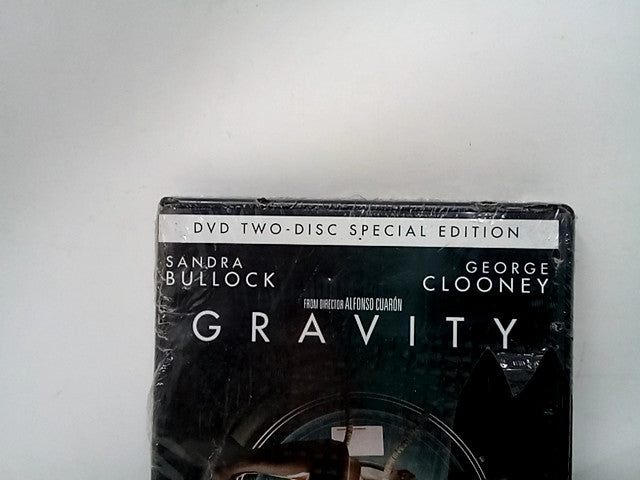 DVD TWO-DISC SPECIAL EDITION
SANDRA
BULLOCK
GEORGE
CLOONEY
FROM DIRECTOR ALFONSO CUARÓN
GRAVITY